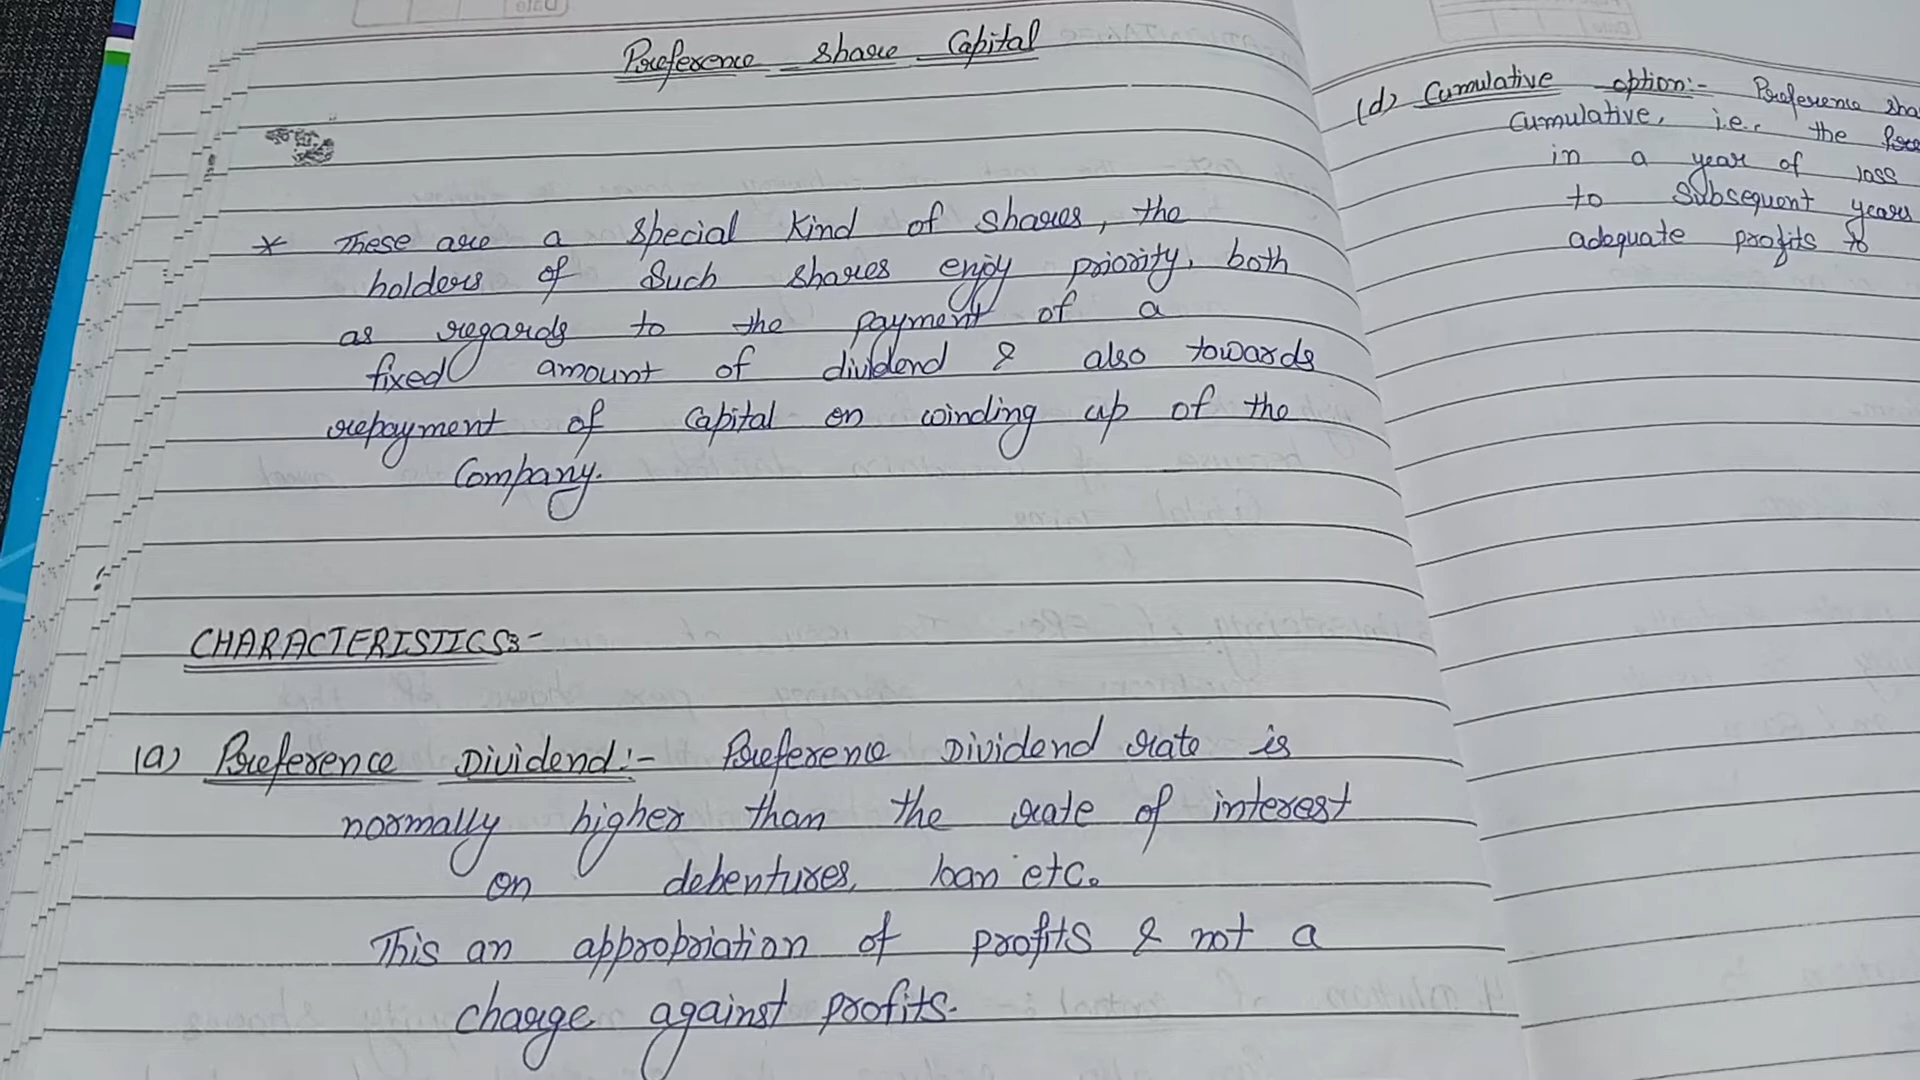 Preference Share Capital
* These are a special kind of shares, the
holders of such shares enjoy priority, both
as regards to the payment of a
fixed amount of dividend & also towards
repayment of capital on winding up of the
Company.
CHARACTERISTICS:-
(a) Preference Dividend:- Preference Dividend rate is
normally higher than the rate of interest
on debentures, loan etc.
This an appropriation of profits & not a
charge against profits.
(d) Cumulative option:- Preference sha
Cumulative, i.e. the
in a year of loss
to subsequent years
adequate profits to